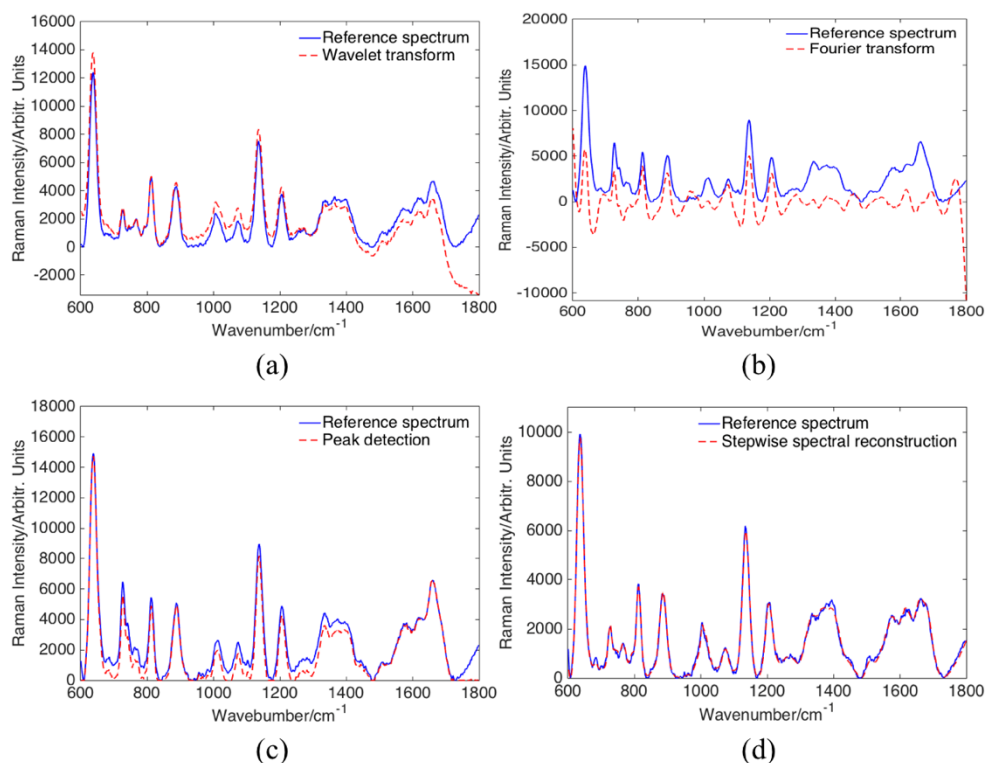 16000
14000
12000
10000
8000
6000
4000
2000
0
-2000
600 800 1000 1200 1400 1600 1800
Raman Intensity/Arbitr. Units
Wavenumber/cm-1
Reference spectrum
Wavelet transform
(a)
20000
15000
10000
5000
0
-5000
-10000
600 800 1000 1200 1400 1600 1800
Raman Intensity/Arbitr. Units
Wavebumber/cm-1
Reference spectrum
Fourier transform
(b)
18000
16000
14000
12000
10000
8000
6000
4000
2000
0
600 800 1000 1200 1400 1600 1800
Raman Intensity/Arbitr. Units
Wavebumber/cm-1
Reference spectrum
Peak detection
(c)
10000
8000
6000
4000
2000
0
600 800 1000 1200 1400 1600 1800
Raman Intensity/Arbitr. Units
Wavenumber/cm-1
Reference spectrum
Stepwise spectral reconstruction
(d)